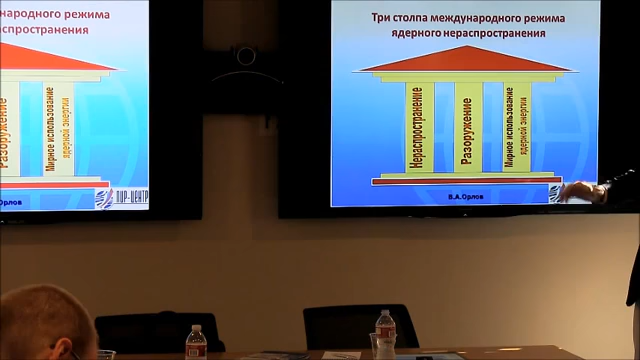 народного режима
спространения
Разоружение
Мирное использование
ядерной энергии
Орлов
ПИР-ЦЕНТР
Три столпа международного режима
ядерного нераспространения
Нераспространение
Разоружение
Мирное использование
ядерной энергии
В.А.Орлов